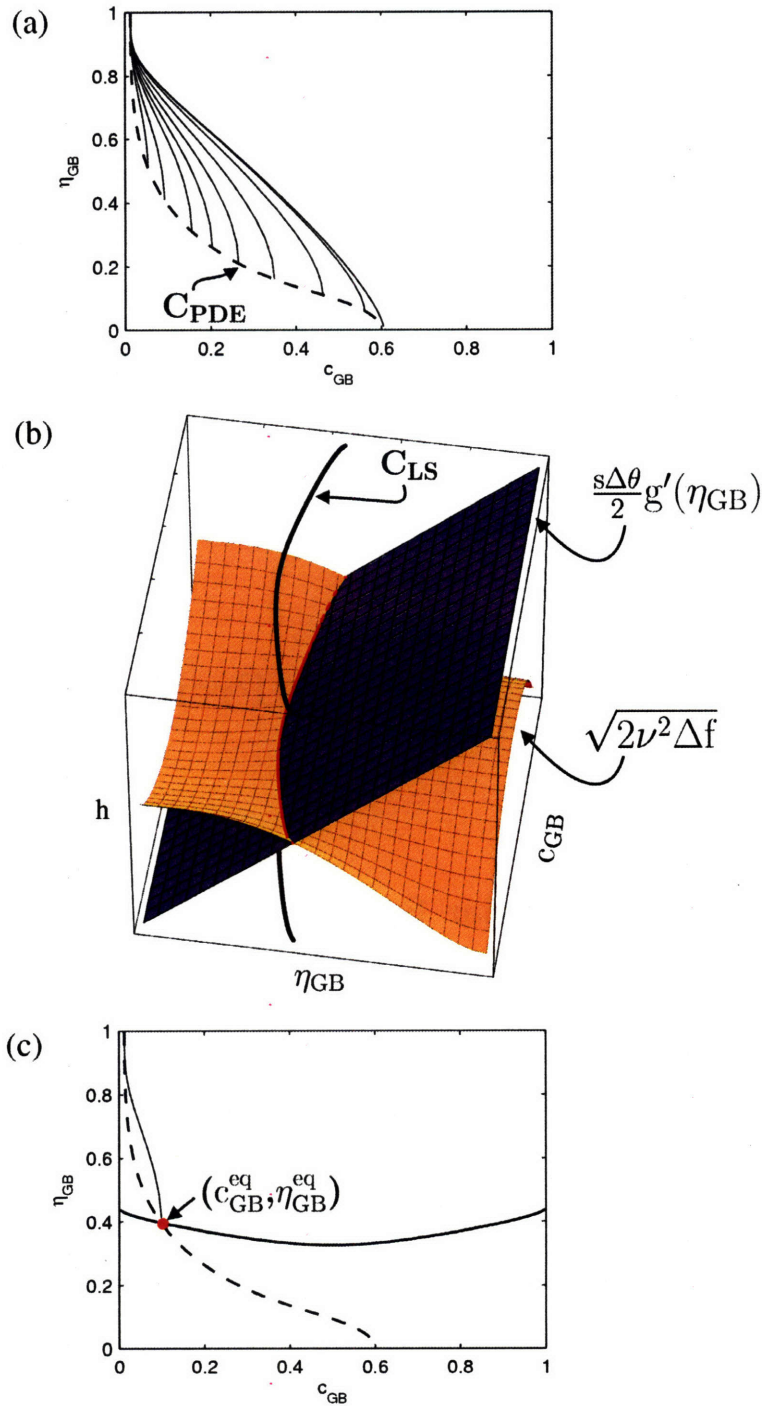 (a)
1
0.8
0.6
0.4
0.2
0
η_GB
C_PDE
0 0.2 0.4 0.6 0.8 1
c_GB
(b)
C_LS
sΔθ/2 g′(η_GB)
√2ν²Δf
h
c_GB
η_GB
(c)
1
0.8
0.6
0.4
0.2
0
η_GB
(c_GB^eq, η_GB^eq)
0 0.2 0.4 0.6 0.8 1
c_GB